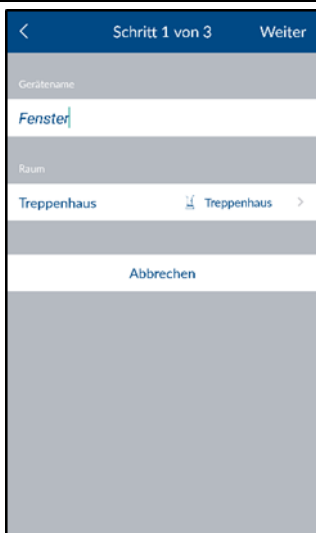 Schritt 1 von 3 Weiter
Gerätename
Fenster
Raum
Treppenhaus Treppenhaus
Abbrechen